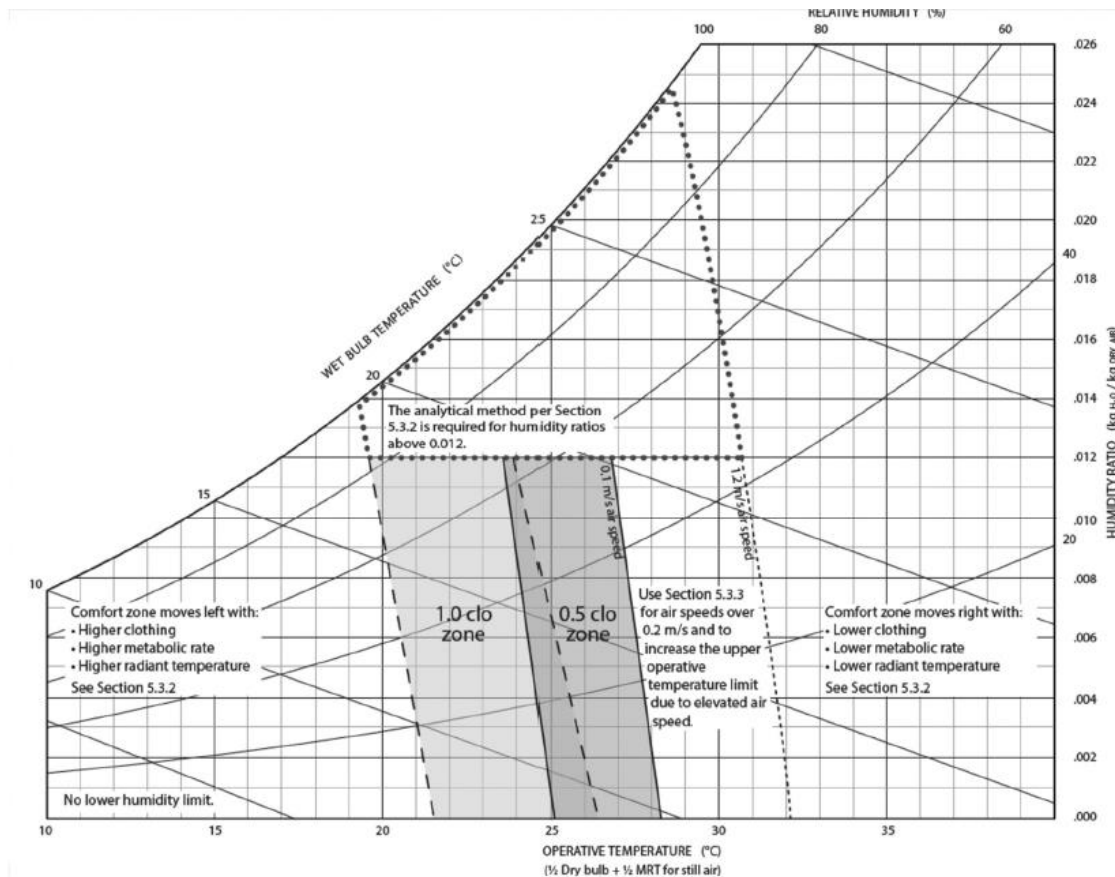 RELATIVE HUMIDITY (%)
100
80
60
.026
.024
.022
25
.020
40
.018
WET BULB TEMPERATURE (°C)
.016
20
.014
The analytical method per Section
5.3.2 is required for humidity ratios
above 0.012.
.012
0.1 m/s air speed
1.2 m/s air speed
HUMIDITY RATIO (kg H₂O / kg DRY AIR)
15
.010
20
10
.008
Comfort zone moves left with:
• Higher clothing
• Higher metabolic rate
• Higher radiant temperature
See Section 5.3.2
1.0 clo
zone
0.5 clo
zone
Use Section 5.3.3
for air speeds over
0.2 m/s and to
increase the upper
operative
temperature limit
due to elevated air
speed.
Comfort zone moves right with:
• Lower clothing
• Lower metabolic rate
• Lower radiant temperature
See Section 5.3.2
.006
.004
.002
No lower humidity limit.
.000
10
15
20
25
30
35
OPERATIVE TEMPERATURE (°C)
(½ Dry bulb + ½ MRT for still air)